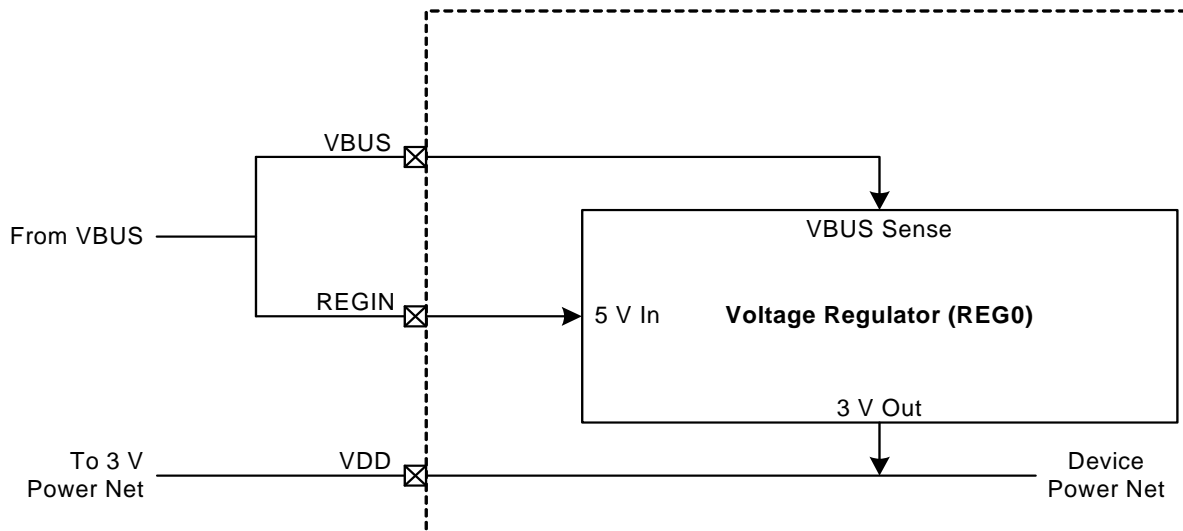 VBUS
VBUS Sense
From VBUS
REGIN
5 V In
Voltage Regulator (REG0)
3 V Out
To 3 V
Power Net
VDD
Device
Power Net